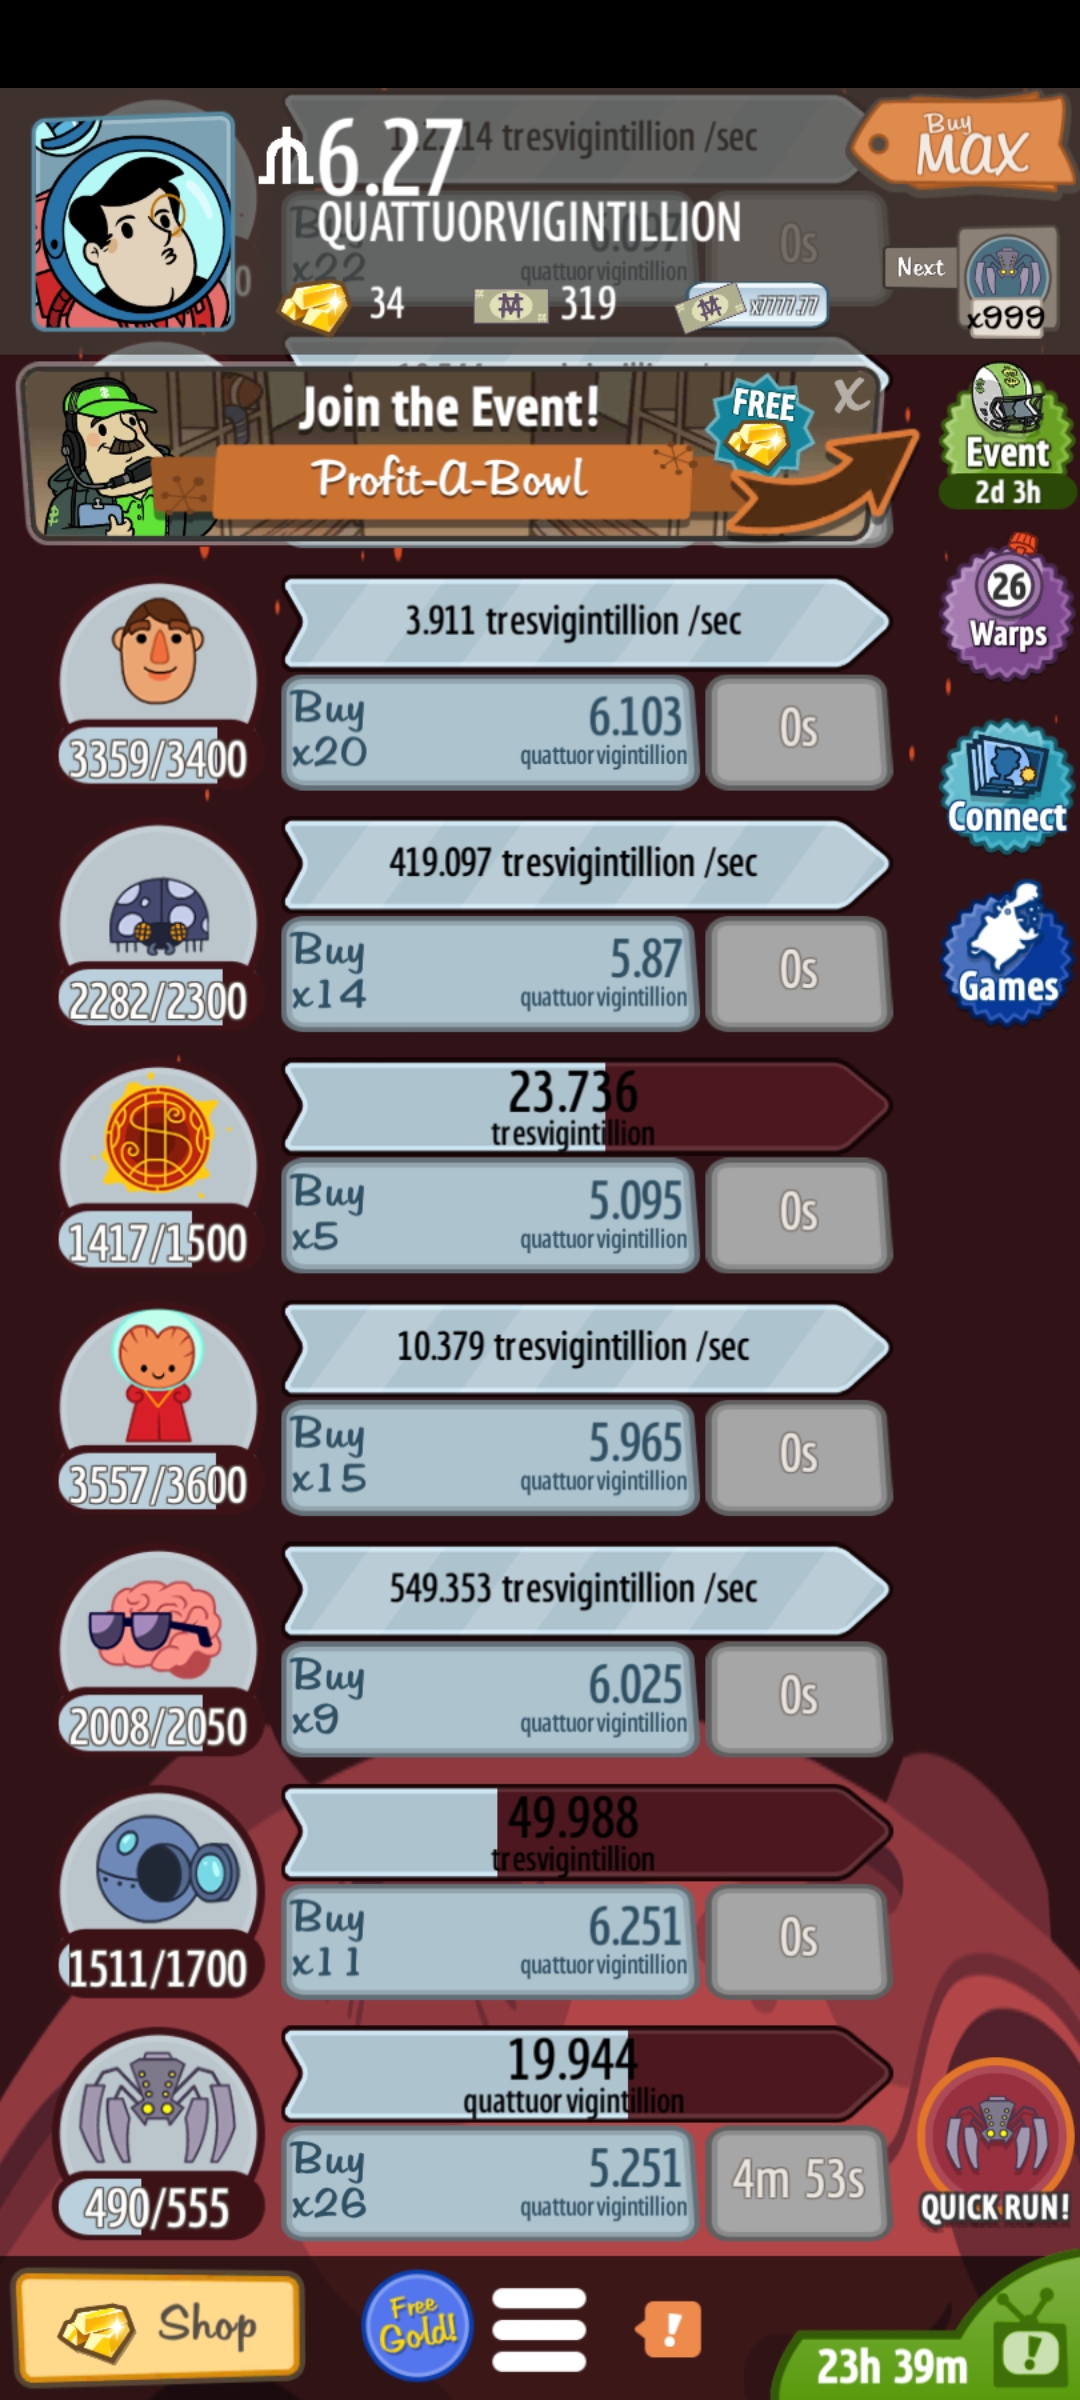 tresvigintillion /sec
Buy
MAX
6.27
QUATTUORVIGINTILLION
Buy
x22
6.097
quattuorvigintillion
0s
Next
x999
34
319
x7777.77
Join the Event!
Profit-A-Bowl
FREE
X
Event
2d 3h
26
Warps
Connect
Games
3.911 tresvigintillion /sec
Buy
x20
6.103
quattuorvigintillion
0s
3359/3400
419.097 tresvigintillion /sec
Buy
x14
5.87
quattuorvigintillion
0s
2282/2300
23.736
tresvigintillion
Buy
x5
5.095
quattuorvigintillion
0s
1417/1500
10.379 tresvigintillion /sec
Buy
x15
5.965
quattuorvigintillion
0s
3557/3600
549.353 tresvigintillion /sec
Buy
x9
6.025
quattuorvigintillion
0s
2008/2050
49.988
tresvigintillion
Buy
x11
6.251
quattuorvigintillion
0s
1511/1700
19.944
quattuorvigintillion
Buy
x26
5.251
quattuorvigintillion
4m 53s
490/555
QUICK RUN!
Shop
Free
Gold!
!
23h 39m
!